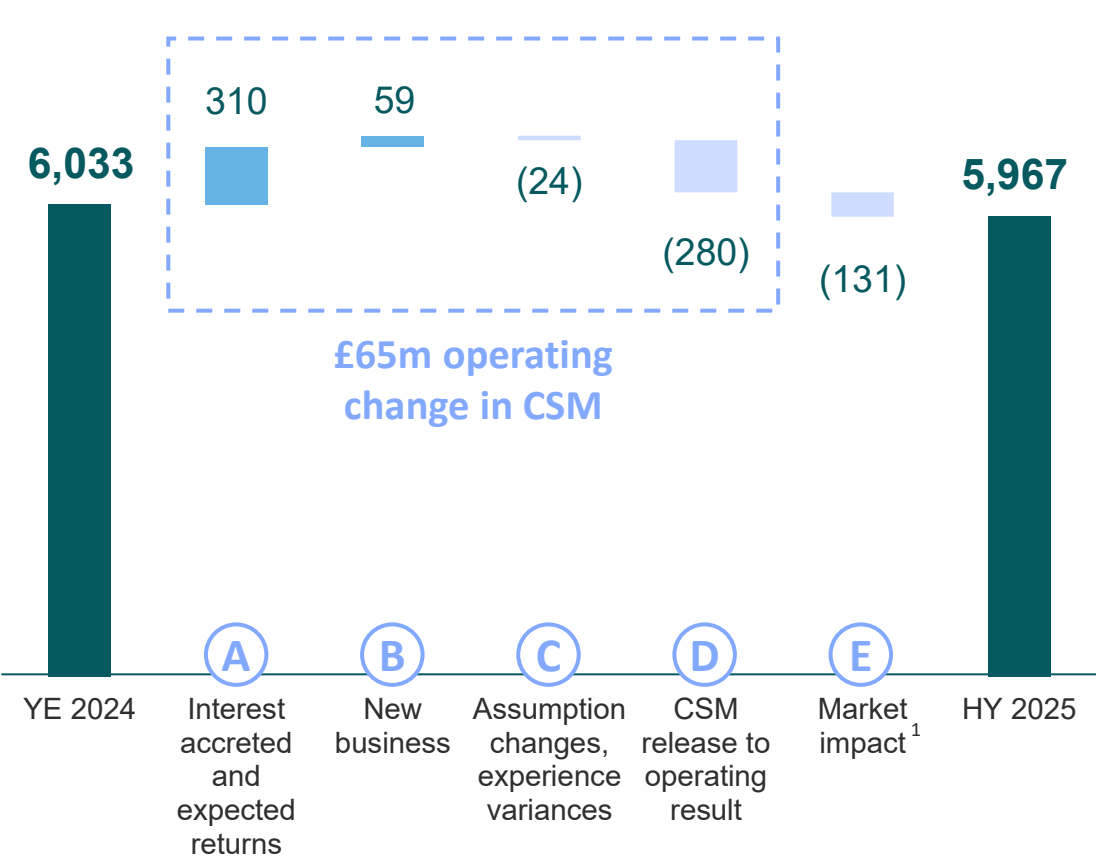 310
59
6,033
5,967
(24)
(280)
(131)
£65m operating
change in CSM
A
B
C
D
E
YE 2024
Interest
accreted
and
expected
returns
New
business
Assumption
changes,
experience
variances
CSM
release to
operating
result
Market
impact 1
HY 2025